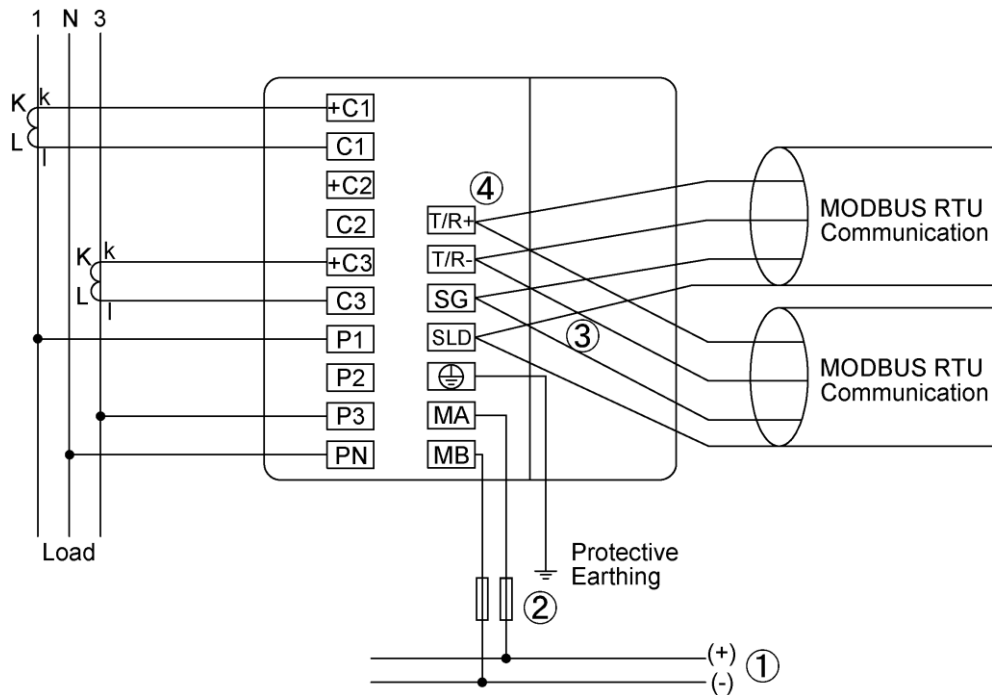 1 N 3
K k
L l
K k
L l
+C1
C1
+C2
C2
+C3
C3
P1
P2
P3
PN
④
T/R+
T/R-
SG
SLD
MA
MB
③
MODBUS RTU
Communication
MODBUS RTU
Communication
Load
Protective
Earthing
②
(+)
(-)
①